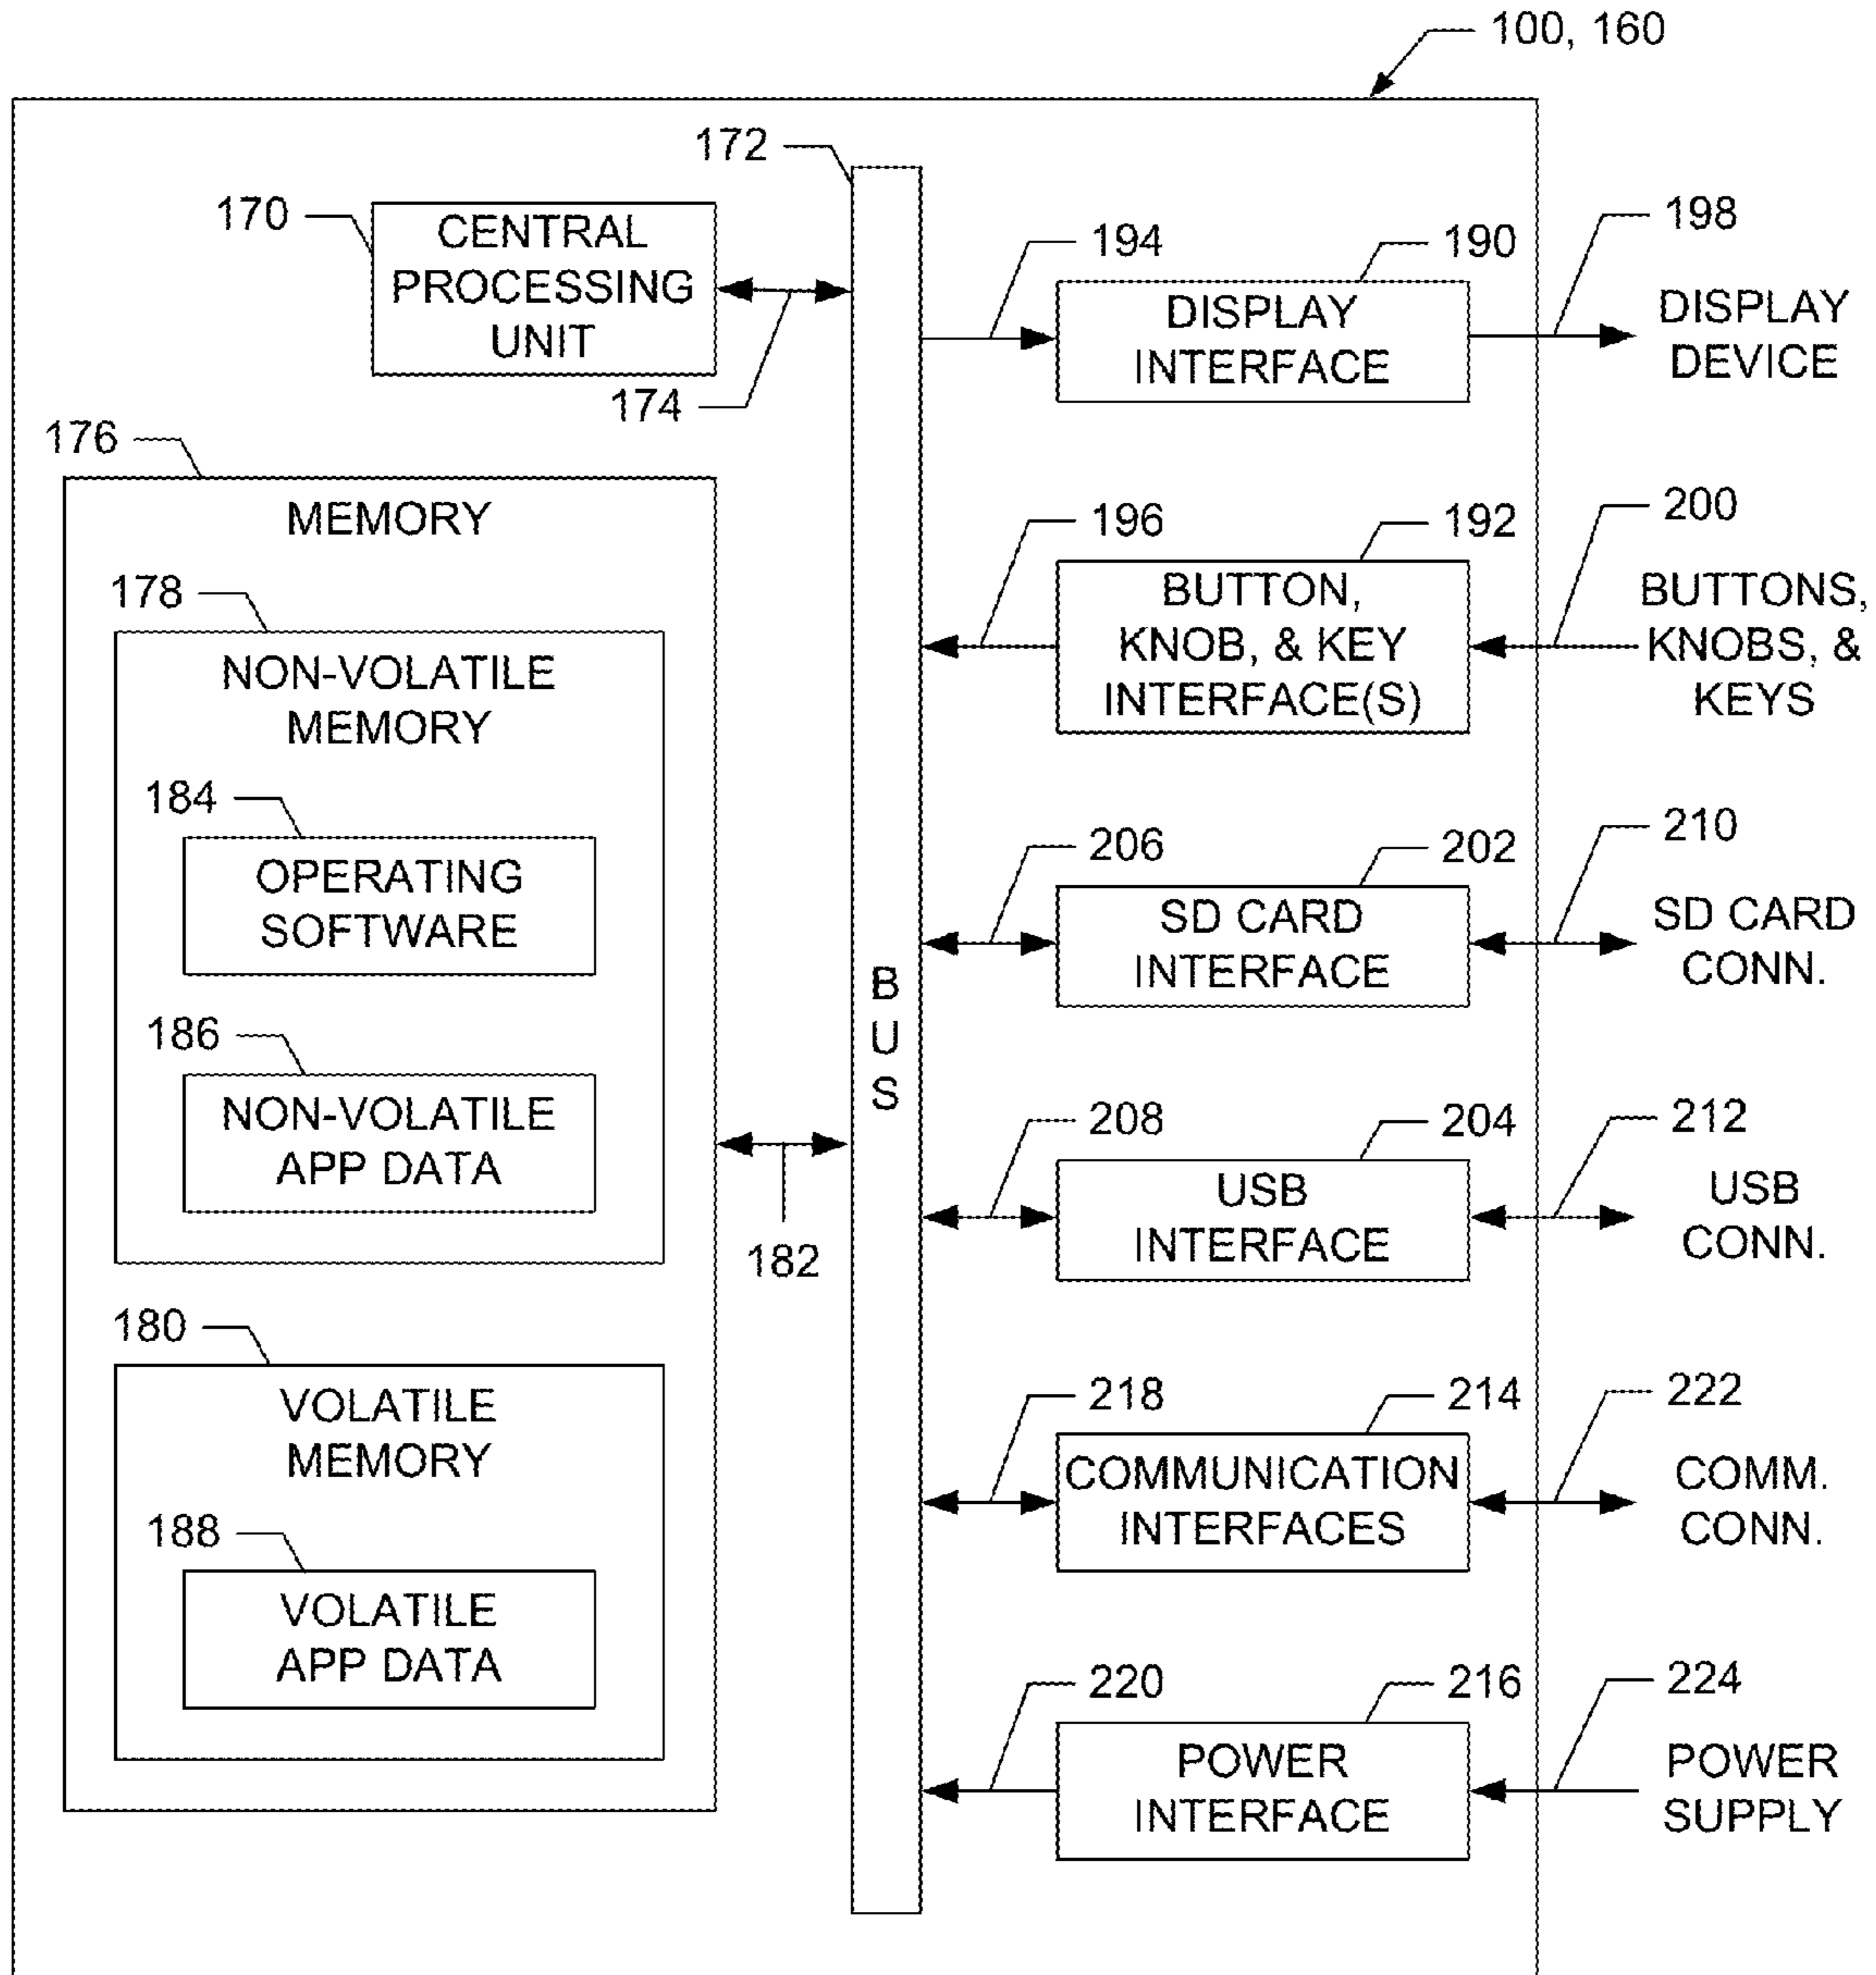 100, 160
172
170
CENTRAL
PROCESSING
UNIT
174
194
190
DISPLAY
INTERFACE
198
DISPLAY
DEVICE
176
MEMORY
196
192
BUTTON,
KNOB, & KEY
INTERFACE(S)
200
BUTTONS,
KNOBS, &
KEYS
178
NON-VOLATILE
MEMORY
184
OPERATING
SOFTWARE
186
NON-VOLATILE
APP DATA
182
B
U
S
206
202
SD CARD
INTERFACE
210
SD CARD
CONN.
208
204
USB
INTERFACE
212
USB
CONN.
180
VOLATILE
MEMORY
188
VOLATILE
APP DATA
218
214
COMMUNICATION
INTERFACES
222
COMM.
CONN.
220
216
POWER
INTERFACE
224
POWER
SUPPLY